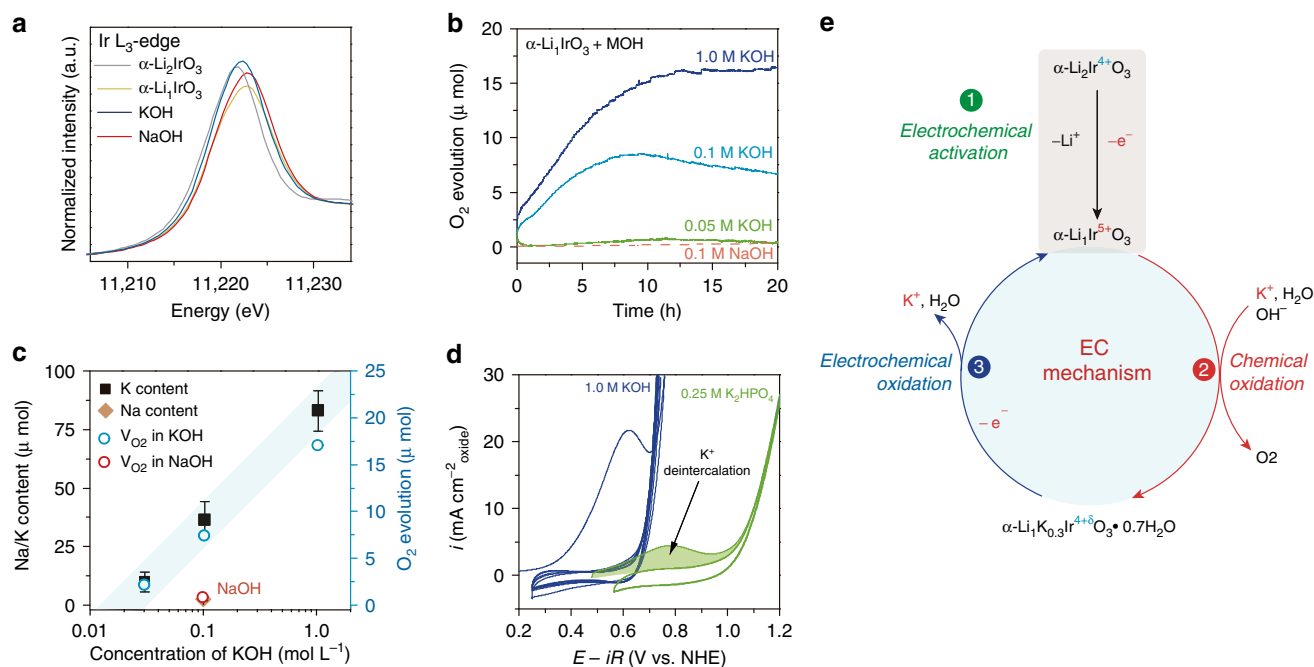 a
Ir L₃-edge
α-Li₂IrO₃
α-Li₁IrO₃
KOH
NaOH
Normalized intensity (a.u.)
11,210
11,220
11,230
Energy (eV)
b
α-Li₁IrO₃ + MOH
1.0 M KOH
0.1 M KOH
0.05 M KOH
0.1 M NaOH
O₂ evolution (μ mol)
20
15
10
5
0
0
5
10
15
20
Time (h)
c
K content
Na content
V_O₂ in KOH
V_O₂ in NaOH
NaOH
Na/K content (μ mol)
100
75
50
25
0
O₂ evolution (μ mol)
25
20
15
10
5
0
0.01
0.1
1.0
Concentration of KOH (mol L⁻¹)
d
1.0 M KOH
0.25 M K₂HPO₄
K⁺
deintercalation
i (mA cm⁻²oxide)
30
20
10
0
0.2
0.4
0.6
0.8
1.0
1.2
E – iR (V vs. NHE)
e
α-Li₂Ir⁴⁺O₃
1
Electrochemical
activation
–Li⁺
–e⁻
α-Li₁Ir⁵⁺O₃
K⁺, H₂O
K⁺, H₂O
OH⁻
Electrochemical
oxidation
3
EC
mechanism
2
Chemical
oxidation
– e⁻
O2
α-Li₁K₀.₃Ir⁴⁺δO₃• 0.7H₂O